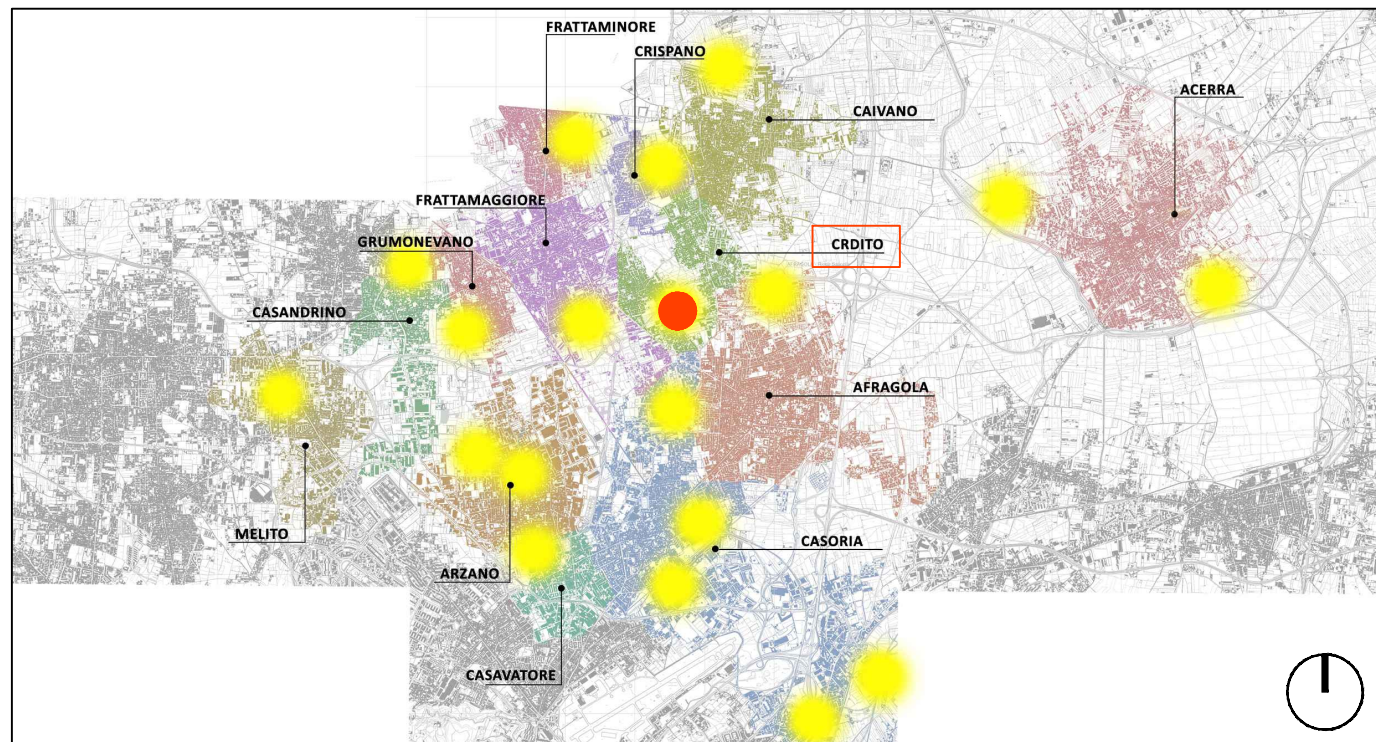 FRATTAMINORE
CRISPANO
ACERRA
CAIVANO
FRATTAMAGGIORE
GRUMONEVANO
CRDITO
CASANDRINO
AFRAGOLA
MELITO
CASORIA
ARZANO
CASAVATORE